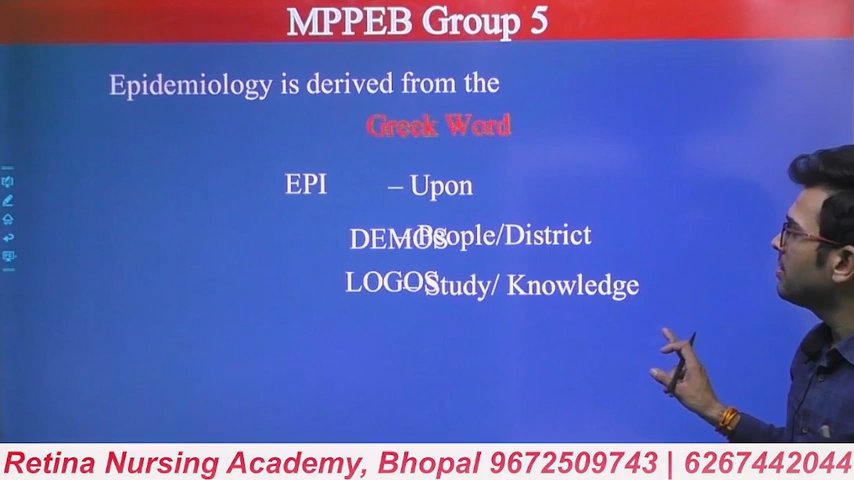 MPPEB Group 5
Epidemiology is derived from the
Greek Word
EPI – Upon
DEMOS – People/District
LOGOS – Study/ Knowledge
Retina Nursing Academy, Bhopal 9672509743 | 6267442044